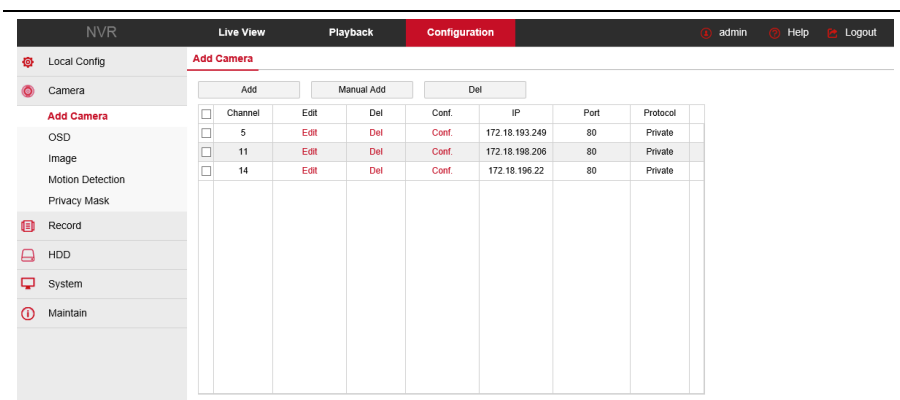 NVR Live View Playback Configuration admin Help Logout
Local Config
Camera
Add Camera
OSD
Image
Motion Detection
Privacy Mask
Record
HDD
System
Maintain
Add Camera
Add Manual Add Del
Channel Edit Del Conf. IP Port Protocol
5 Edit Del Conf. 172.18.193.249 80 Private
11 Edit Del Conf. 172.18.198.206 80 Private
14 Edit Del Conf. 172.18.196.22 80 Private